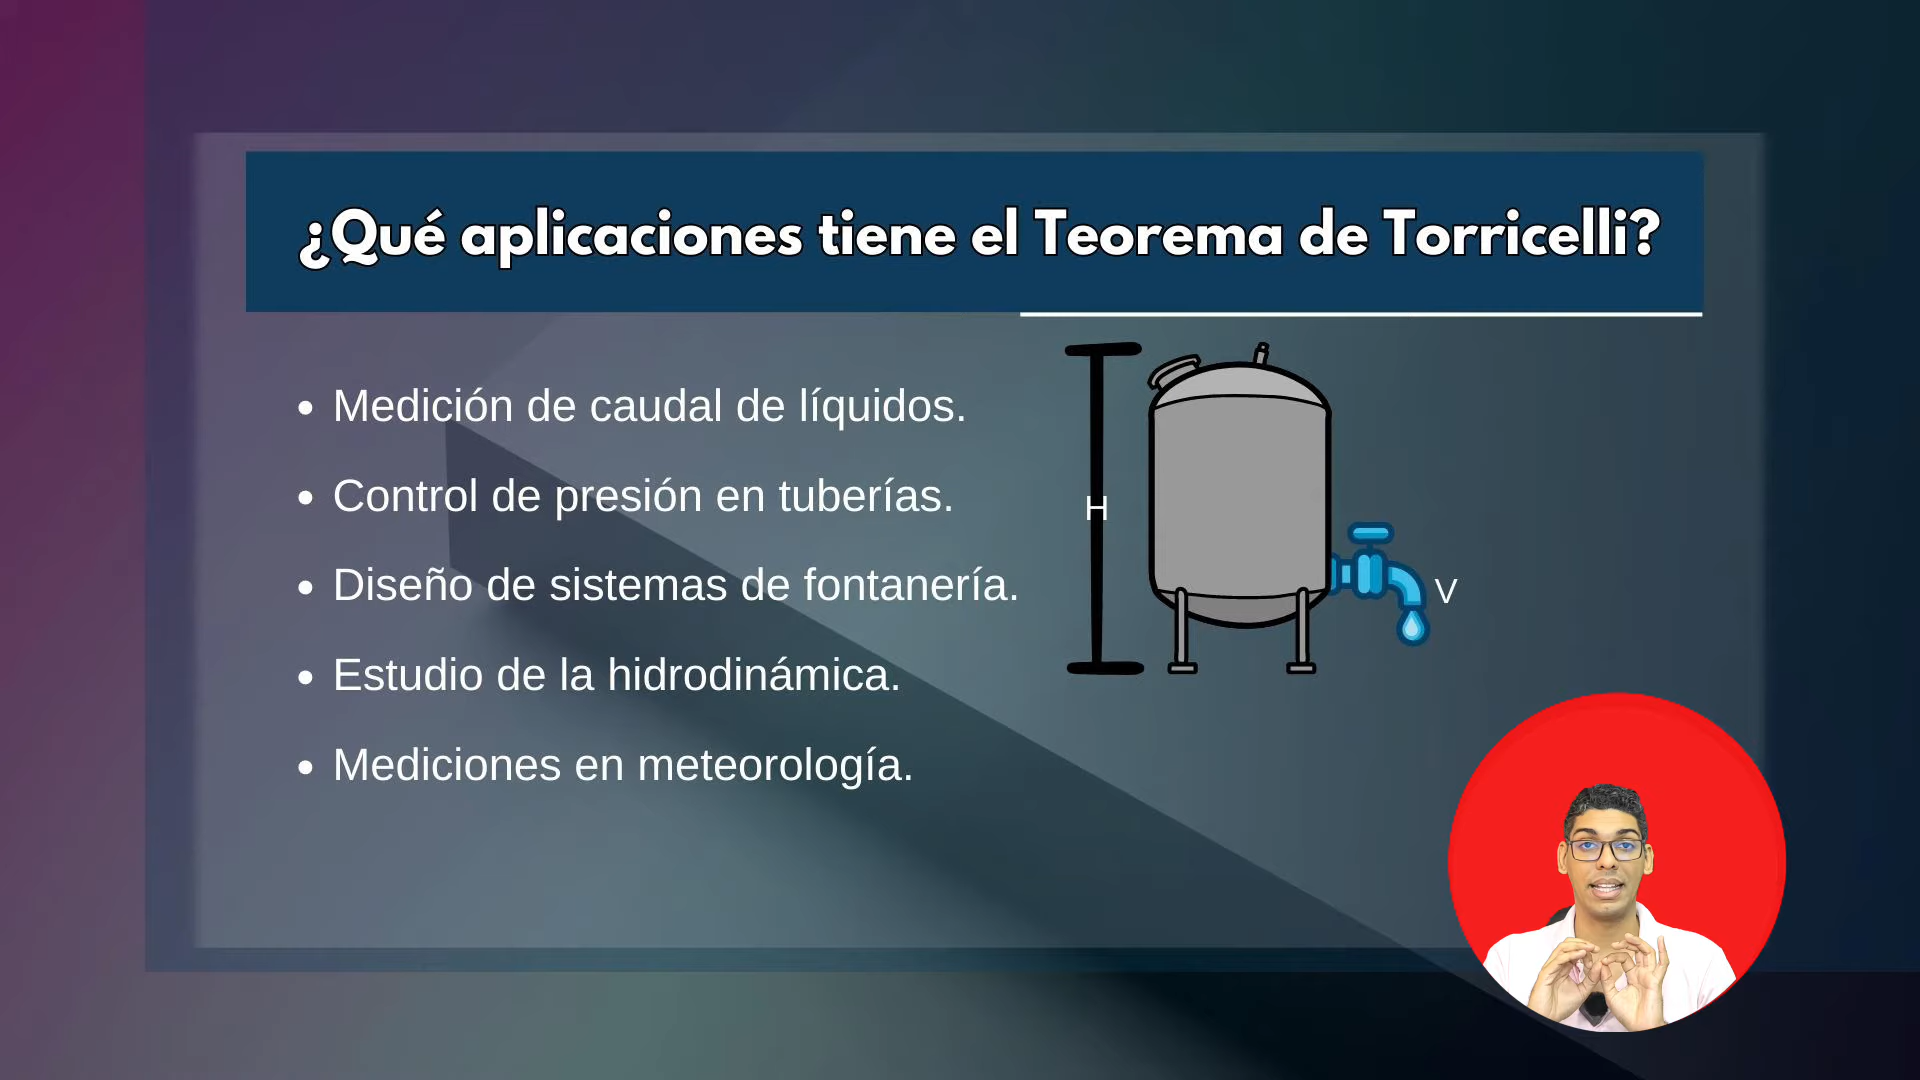 ¿Qué aplicaciones tiene el Teorema de Torricelli?
• Medición de caudal de líquidos.
• Control de presión en tuberías.
• Diseño de sistemas de fontanería.
• Estudio de la hidrodinámica.
• Mediciones en meteorología.
H
V